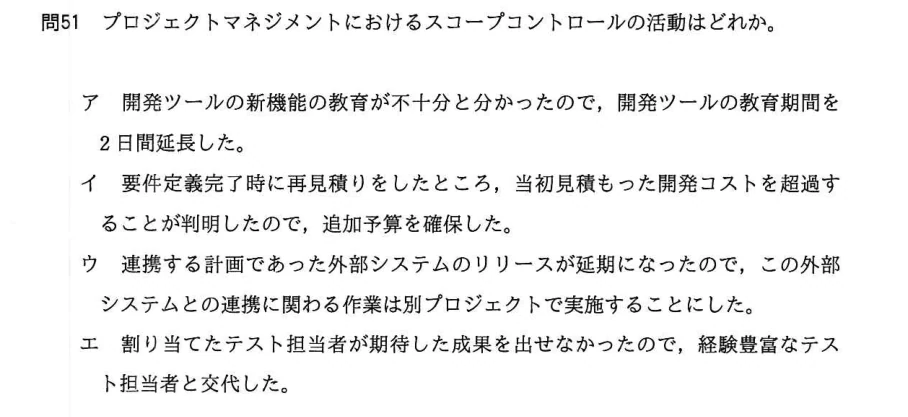 問51 プロジェクトマネジメントにおけるスコープコントロールの活動はどれか。
ア 開発ツールの新機能の教育が不十分と分かったので，開発ツールの教育期間を
2日間延長した。
イ 要件定義完了時に再見積りをしたところ，当初見積もった開発コストを超過す
ることが判明したので，追加予算を確保した。
ウ 連携する計画であった外部システムのリリースが延期になったので，この外部
システムとの連携に関わる作業は別プロジェクトで実施することにした。
エ 割り当てたテスト担当者が期待した成果を出せなかったので，経験豊富なテス
ト担当者と交代した。